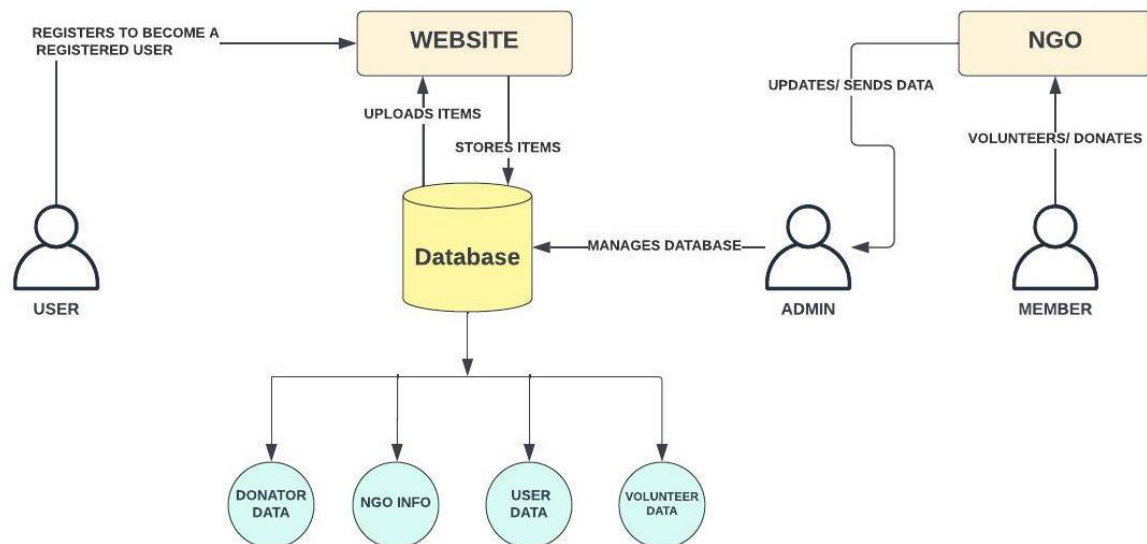 REGISTERS TO BECOME A
REGISTERED USER
WEBSITE
NGO
UPDATES/ SENDS DATA
UPLOADS ITEMS
STORES ITEMS
VOLUNTEERS/ DONATES
Database
MANAGES DATABASE
USER
ADMIN
MEMBER
DONATOR
DATA
NGO INFO
USER
DATA
VOLUNTEER
DATA